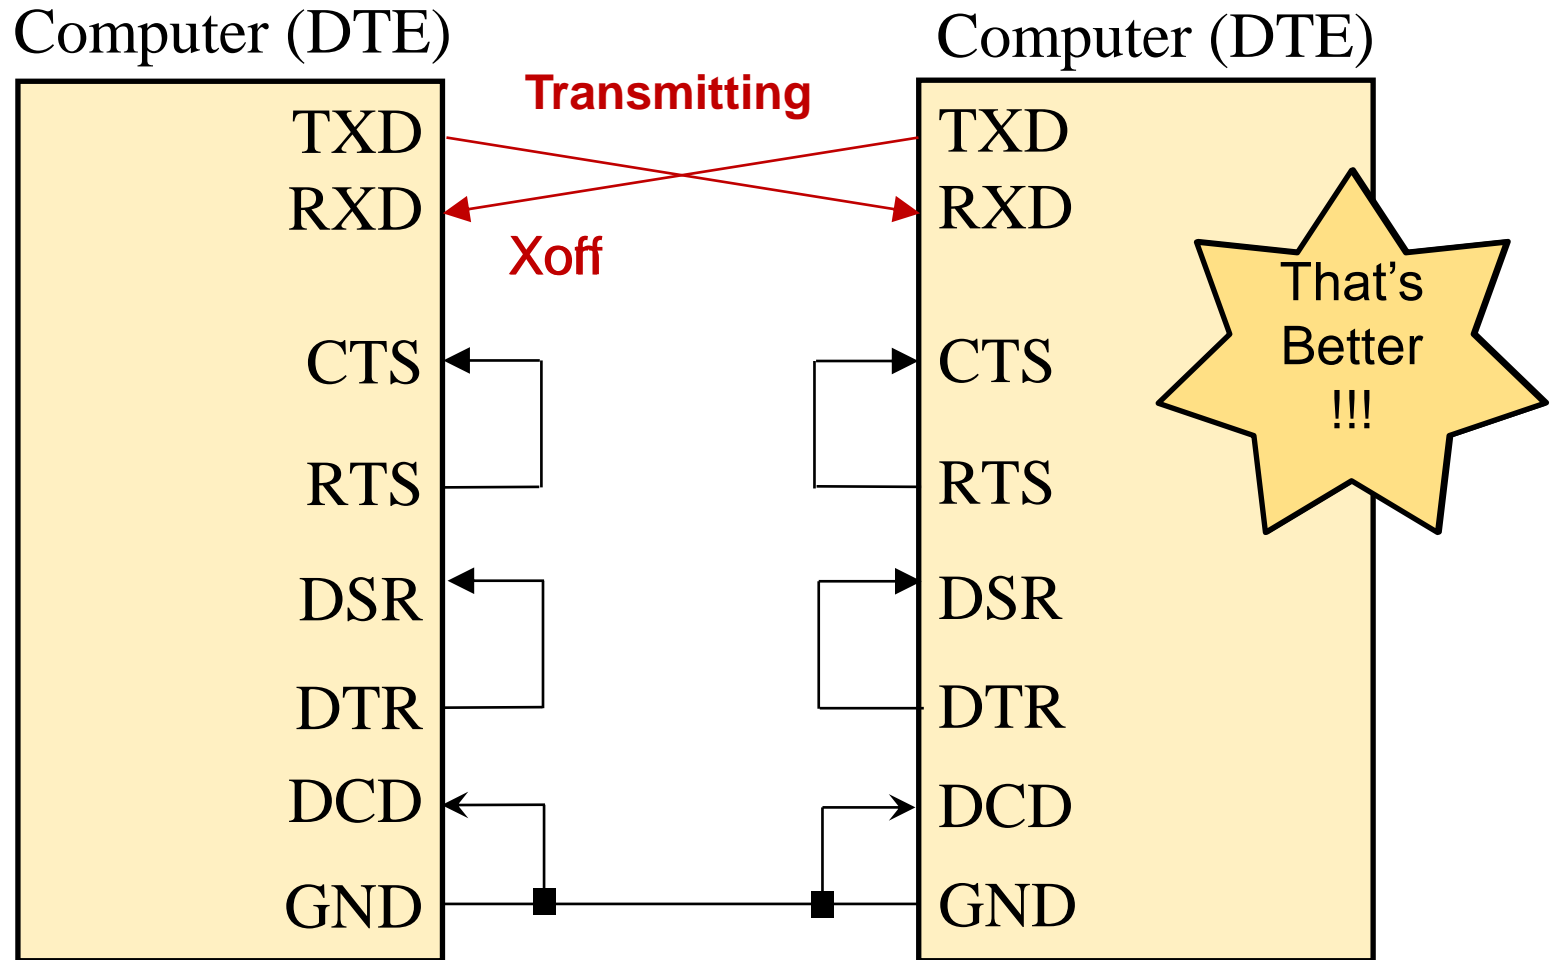 Computer (DTE)
Computer (DTE)
Transmitting
TXD
TXD
RXD
RXD
Xoff
That's
Better
!!!
CTS
CTS
RTS
RTS
DSR
DSR
DTR
DTR
DCD
DCD
GND
GND